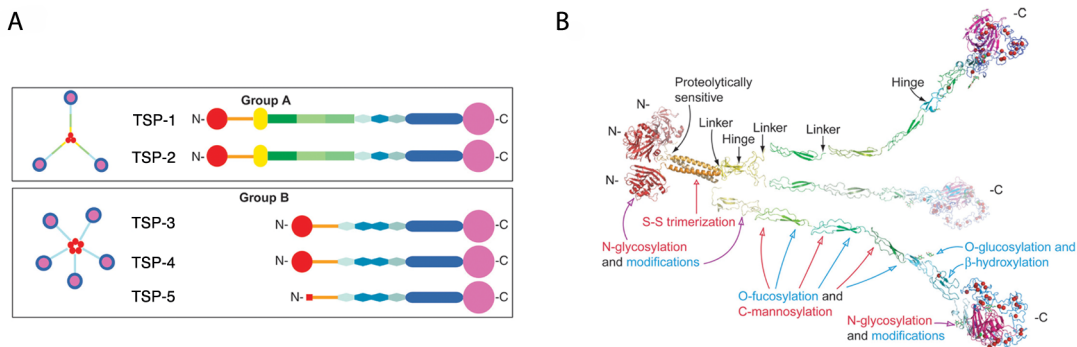 A
Group A
TSP-1
N-
-C
TSP-2
N-
-C
Group B
TSP-3
N-
-C
TSP-4
N-
-C
TSP-5
N-
-C
B
-C
Proteolytically
sensitive
N-
N-
N-
Linker
Hinge
Linker
Linker
Hinge
-C
S-S trimerization
N-glycosylation
and modifications
O-fucosylation and
C-mannosylation
O-glucosylation and
β-hydroxylation
N-glycosylation
and modifications
-C